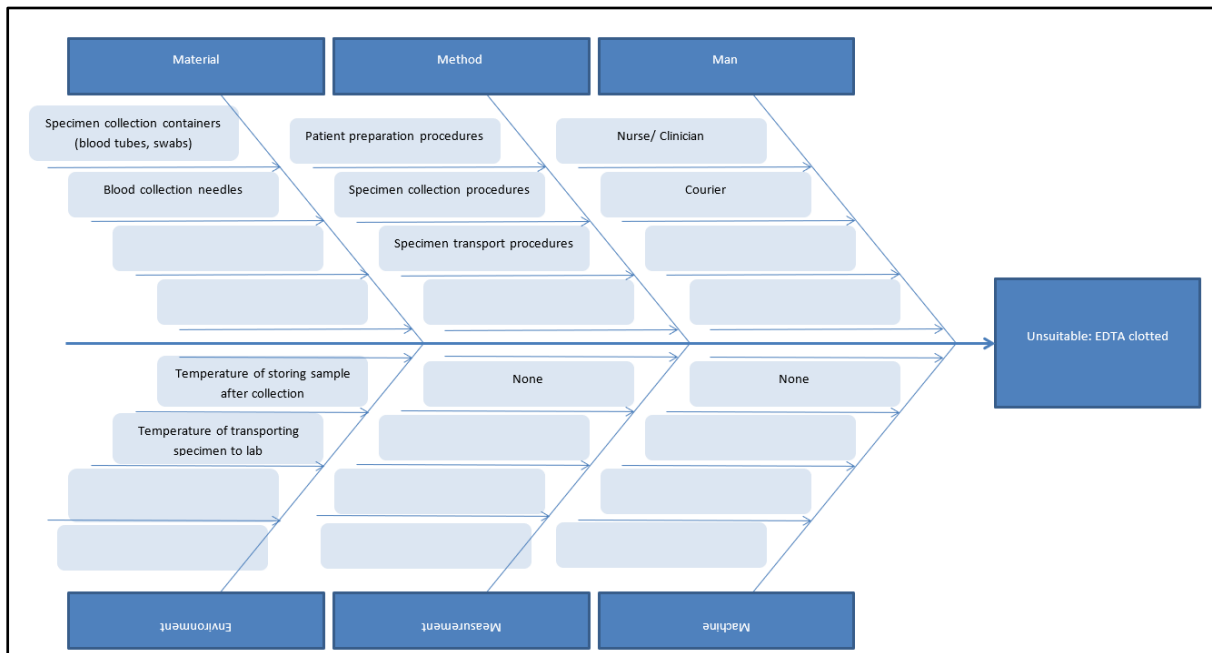 Material
Method
Man
Specimen collection containers
(blood tubes, swabs)
Patient preparation procedures
Nurse/ Clinician
Blood collection needles
Specimen collection procedures
Courier
Specimen transport procedures
Unsuitable: EDTA clotted
Temperature of storing sample
after collection
None
None
Temperature of transporting
specimen to lab
Environment
Measurement
Machine